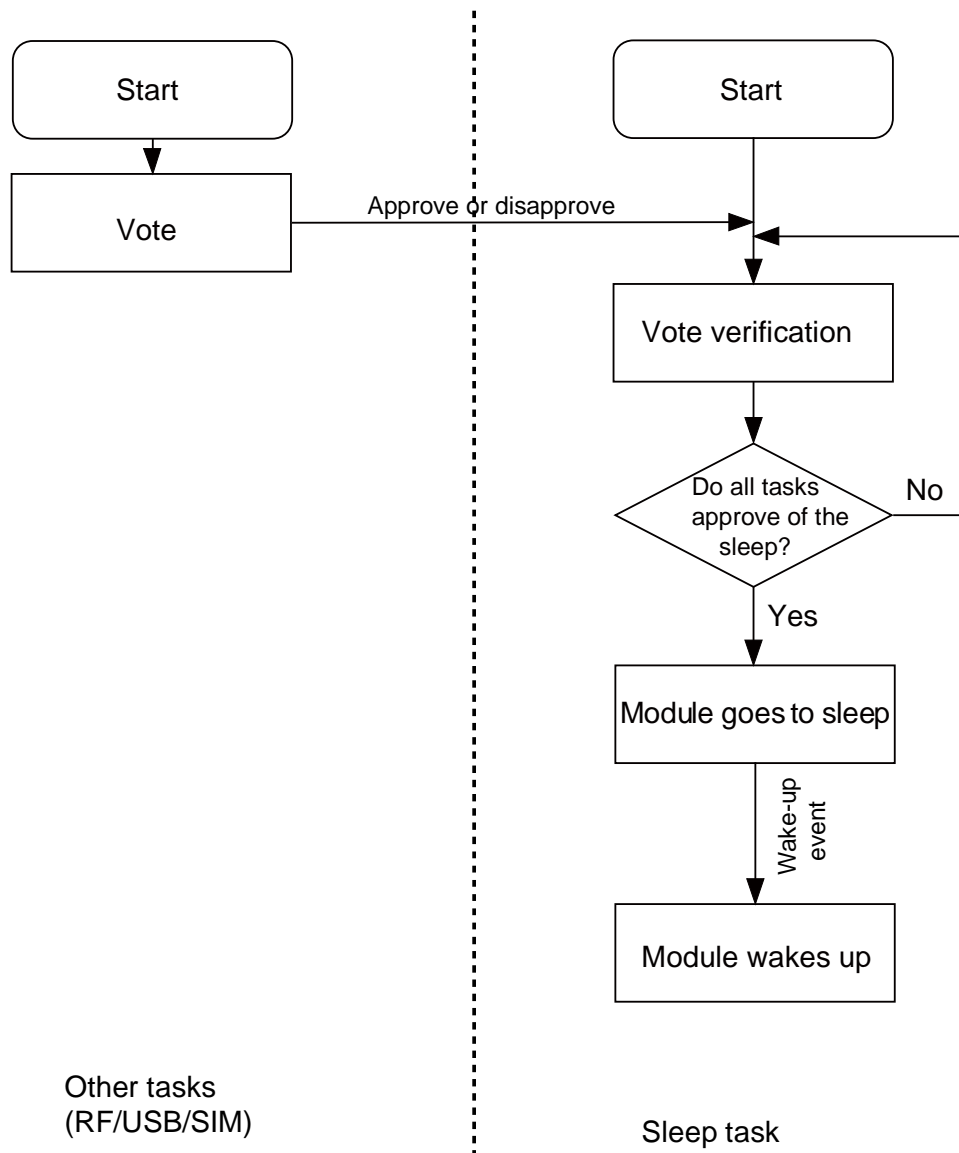 Start
Vote
Approve or disapprove
Other tasks
(RF/USB/SIM)
Start
Vote verification
Do all tasks
approve of the
sleep?
No
Yes
Module goes to sleep
Wake-up
event
Module wakes up
Sleep task